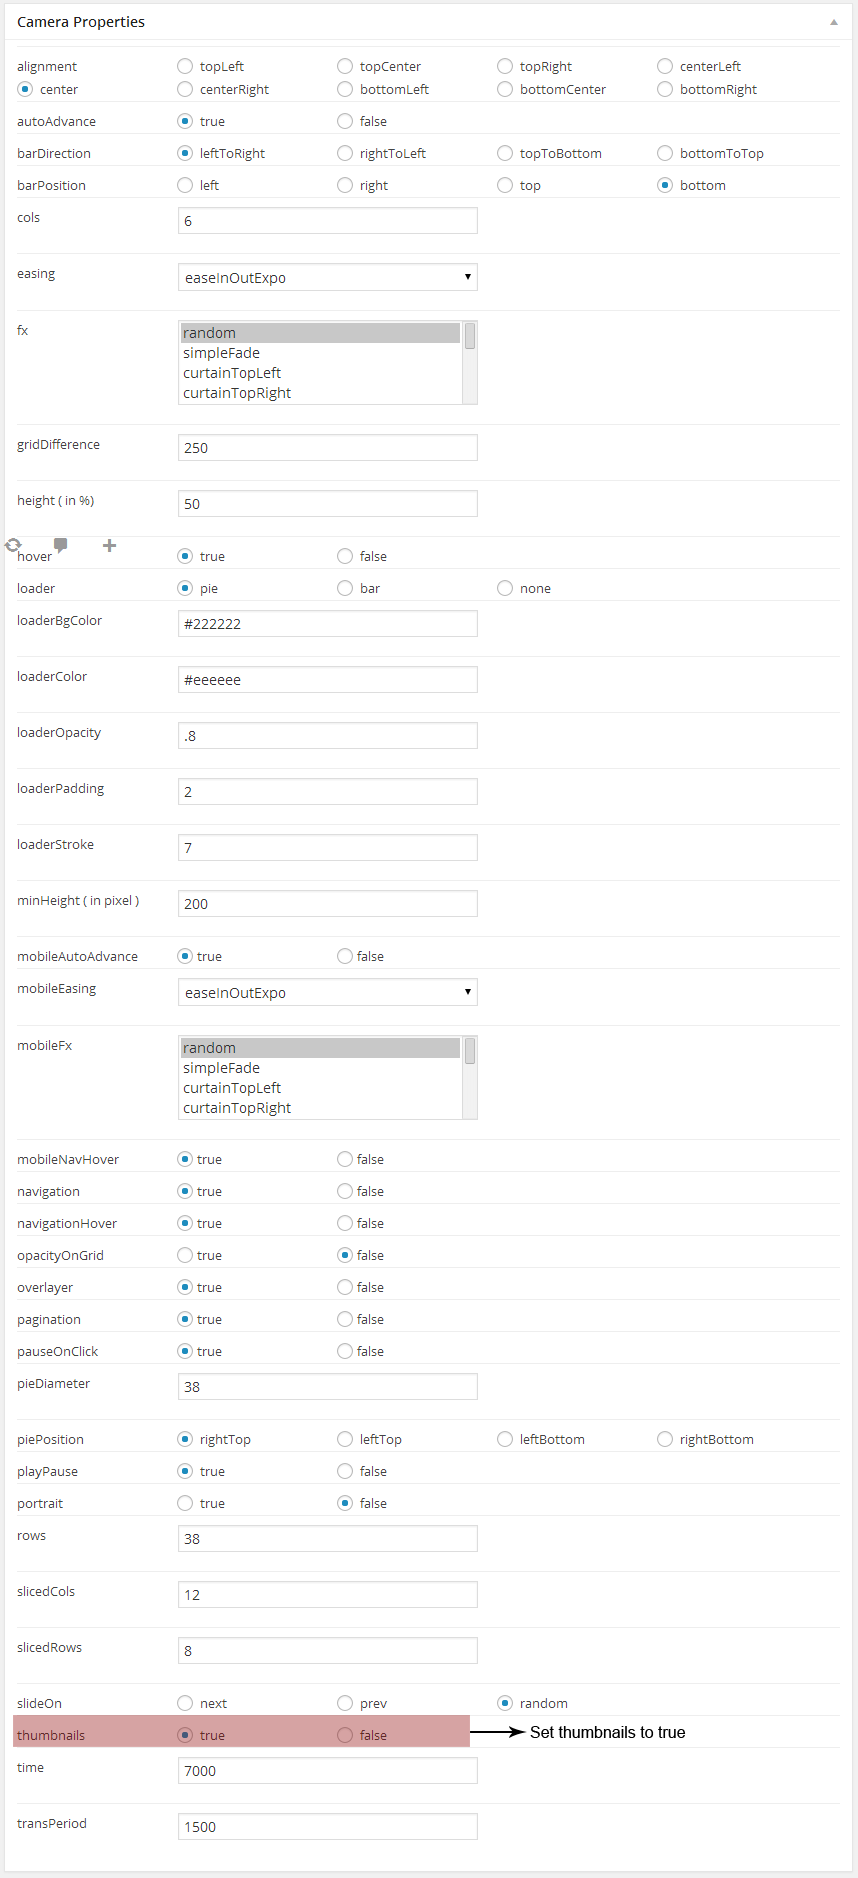 Camera Properties
alignment topLeft topCenter topRight centerLeft
center centerRight bottomLeft bottomCenter bottomRight
autoAdvance true false
barDirection leftToRight rightToLeft topToBottom bottomToTop
barPosition left right top bottom
cols 6
easing easeInOutExpo
fx random
simpleFade
curtainTopLeft
curtainTopRight
gridDifference 250
height ( in %) 50
hover true false
loader pie bar none
loaderBgColor #222222
loaderColor #eeeeee
loaderOpacity .8
loaderPadding 2
loaderStroke 7
minHeight ( in pixel ) 200
mobileAutoAdvance true false
mobileEasing easeInOutExpo
mobileFx random
simpleFade
curtainTopLeft
curtainTopRight
mobileNavHover true false
navigation true false
navigationHover true false
opacityOnGrid true false
overlayer true false
pagination true false
pauseOnClick true false
pieDiameter 38
piePosition rightTop leftTop leftBottom rightBottom
playPause true false
portrait true false
rows 38
slicedCols 12
slicedRows 8
slideOn next prev random
thumbnails true false Set thumbnails to true
time 7000
transPeriod 1500